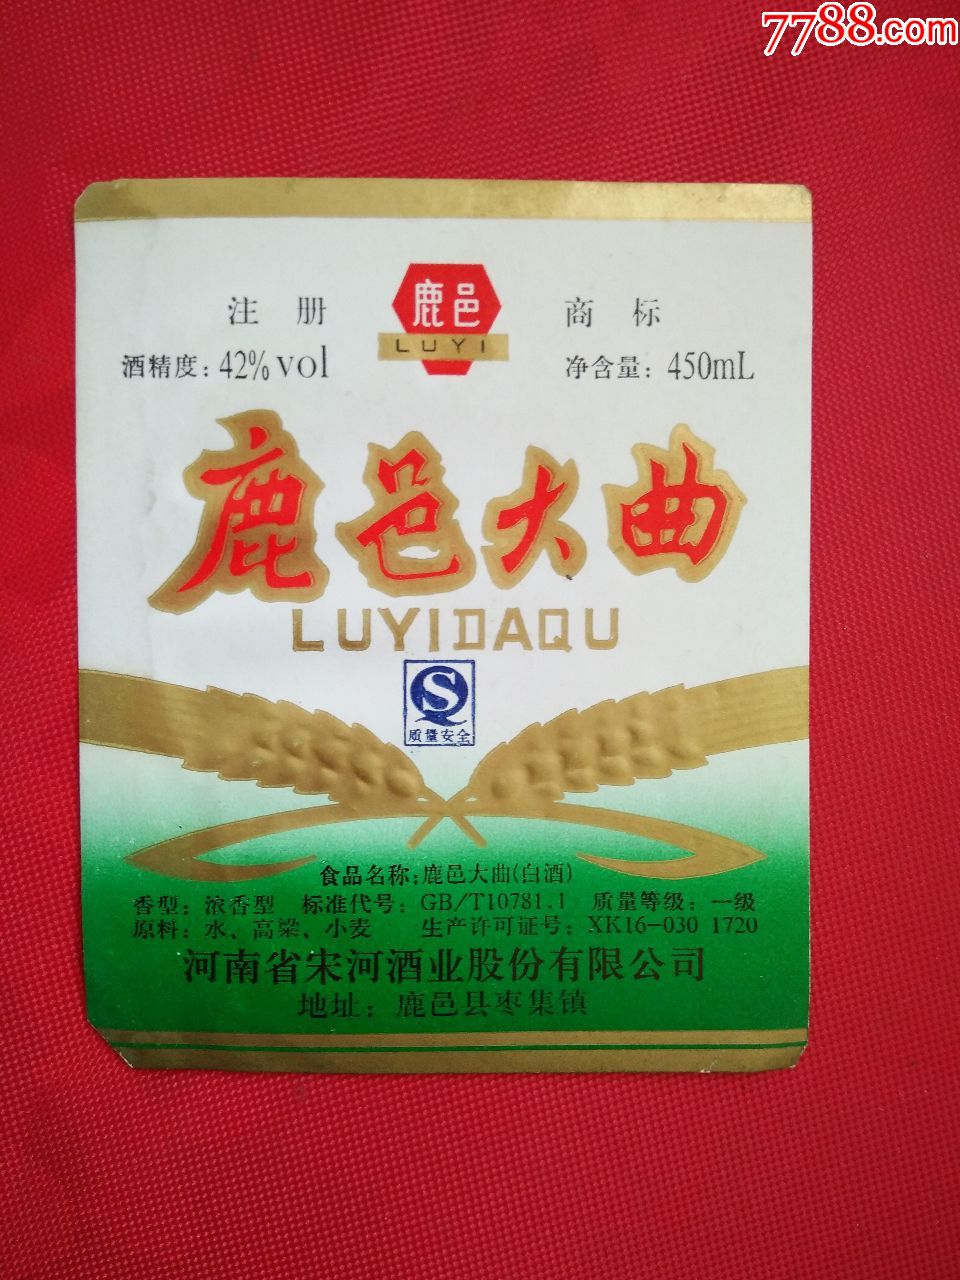 7788.com
注册 鹿邑 商标
LUYI
酒精度: 42%vol 净含量: 450mL
鹿邑大曲
LUYIDAQU
S
质量安全
食品名称:鹿邑大曲(白酒)
香型: 浓香型 标准代号: GB/T10781.1 质量等级: 一级
原料: 水、高粱、小麦 生产许可证号: XK16-030 1720
河南省宋河酒业股份有限公司
地址: 鹿邑县枣集镇